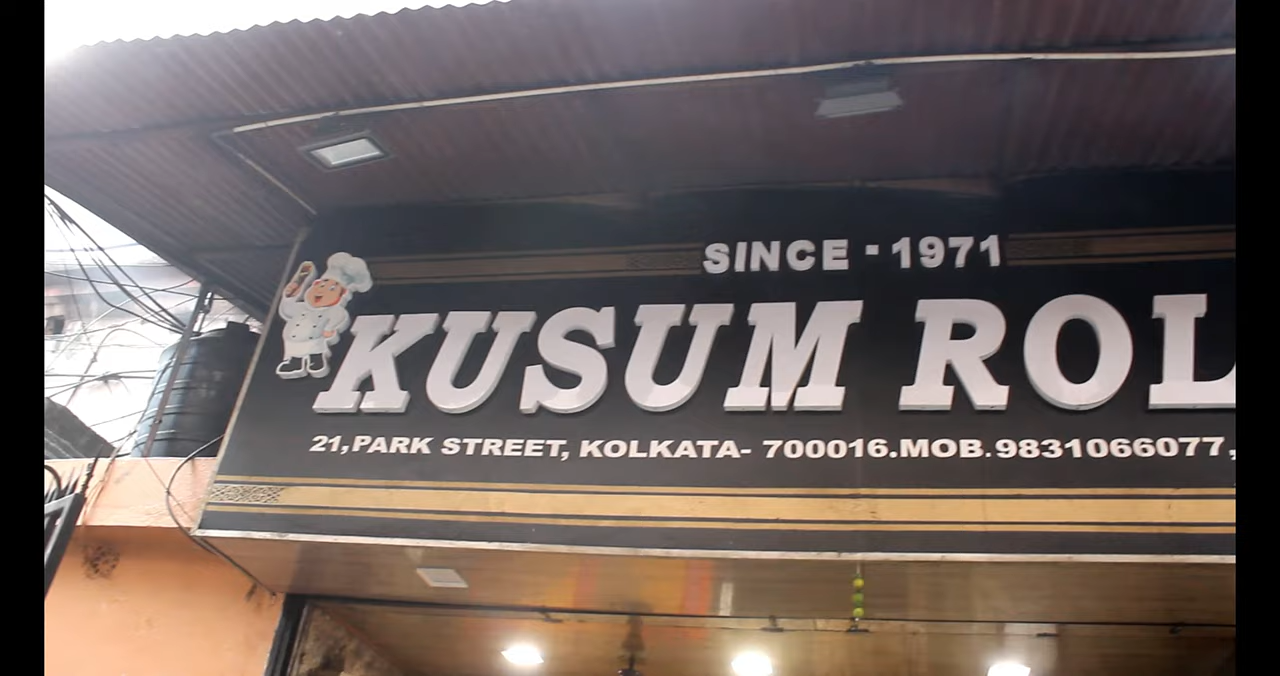 SINCE ▪ 1971
KUSUM ROL
21,PARK STREET, KOLKATA- 700016.MOB.9831066077,